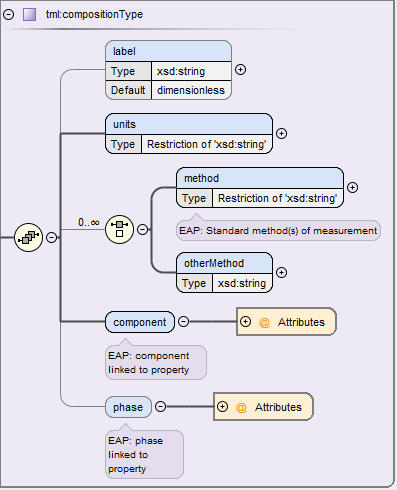 tml:compositionType
label
Type xsd:string
Default dimensionless
units
Type Restriction of 'xsd:string'
0..∞
method
Type Restriction of 'xsd:string'
EAP: Standard method(s) of measurement
otherMethod
Type xsd:string
component
@ Attributes
EAP: component
linked to property
phase
@ Attributes
EAP: phase
linked to
property